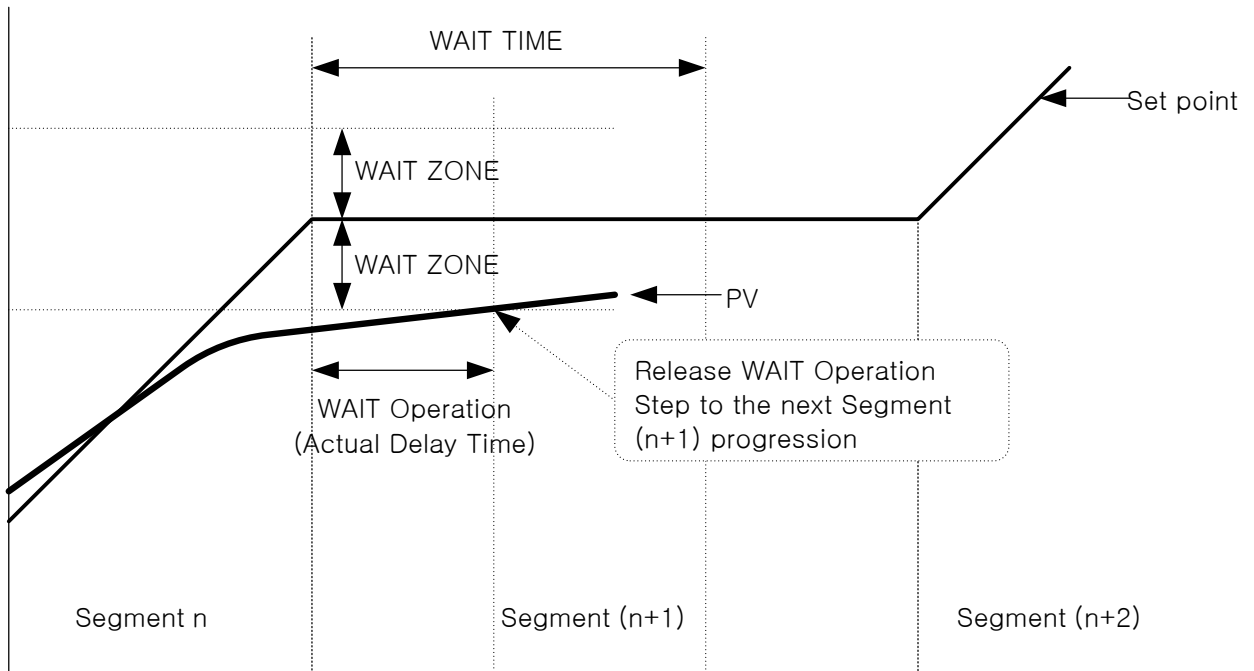 WAIT TIME
Set point
WAIT ZONE
WAIT ZONE
PV
Release WAIT Operation
Step to the next Segment
(n+1) progression
WAIT Operation
(Actual Delay Time)
Segment n
Segment (n+1)
Segment (n+2)